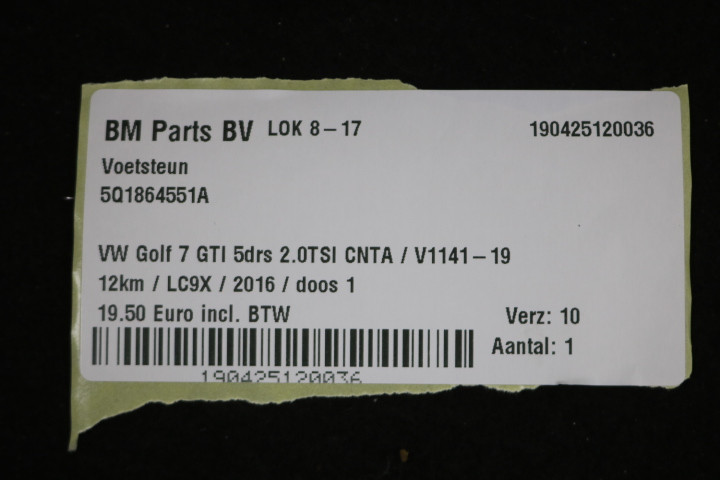 BM Parts BV LOK 8-17 190425120036
Voetsteun
5Q1864551A
VW Golf 7 GTI 5drs 2.0TSI CNTA / V1141-19
12km / LC9X / 2016 / doos 1
19.50 Euro incl. BTW Verz: 10
Aantal: 1
190425120036